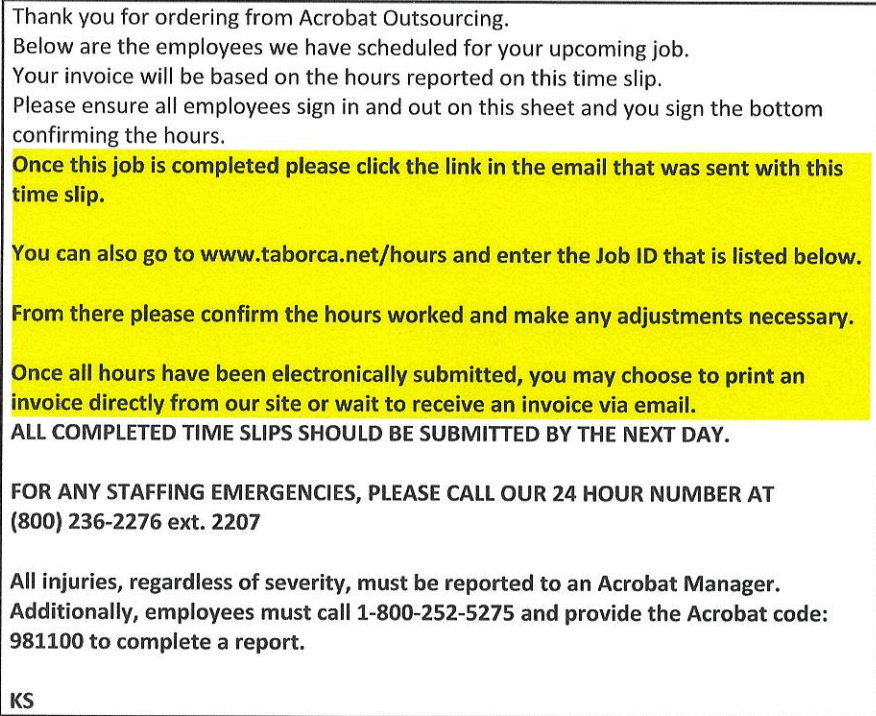 Thank you for ordering from Acrobat Outsourcing.
Below are the employees we have scheduled for your upcoming job.
Your invoice will be based on the hours reported on this time slip.
Please ensure all employees sign in and out on this sheet and you sign the bottom
confirming the hours.
Once this job is completed please click the link in the email that was sent with this
time slip.
You can also go to www.taborca.net/hours and enter the Job ID that is listed below.
From there please confirm the hours worked and make any adjustments necessary.
Once all hours have been electronically submitted, you may choose to print an
invoice directly from our site or wait to receive an invoice via email.
ALL COMPLETED TIME SLIPS SHOULD BE SUBMITTED BY THE NEXT DAY.
FOR ANY STAFFING EMERGENCIES, PLEASE CALL OUR 24 HOUR NUMBER AT
(800) 236-2276 ext. 2207
All injuries, regardless of severity, must be reported to an Acrobat Manager.
Additionally, employees must call 1-800-252-5275 and provide the Acrobat code:
981100 to complete a report.
KS